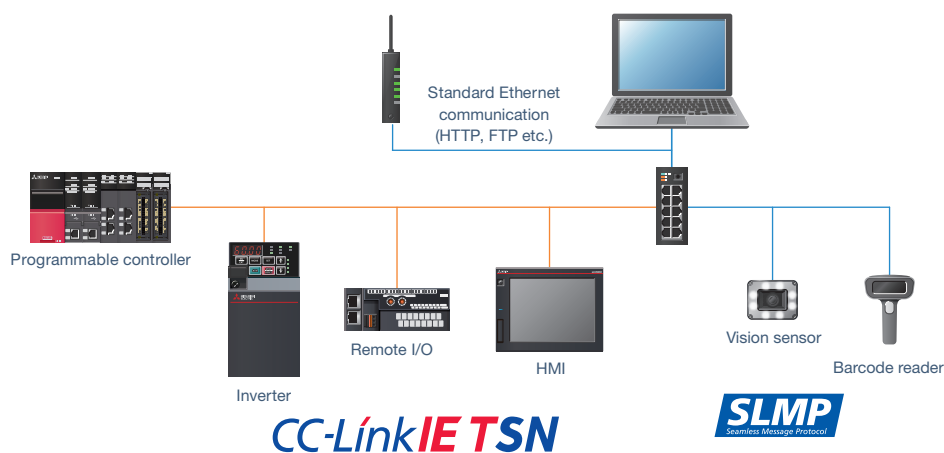 Standard Ethernet
communication
(HTTP, FTP etc.)
Programmable controller
Inverter
Remote I/O
HMI
Vision sensor
Barcode reader
CC-Link IE TSN
SLMP
Seamless Message Protocol